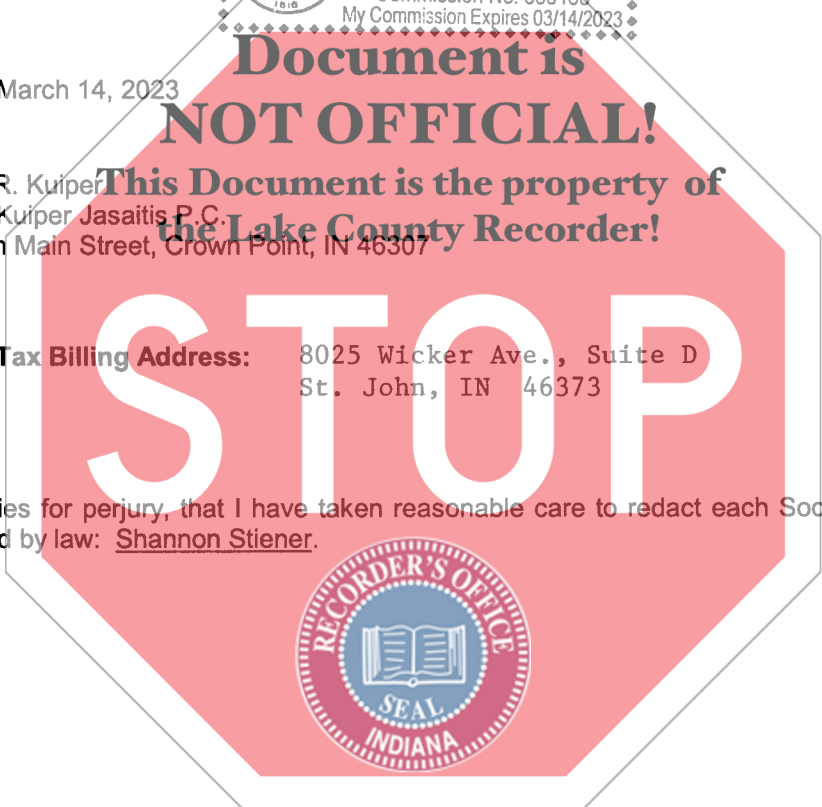 My Commission Expires 03/14/2023
Document is
March 14, 2023
NOT OFFICIAL!
R. Kuiper
This Document is the property of
Kuiper Jasaitis P.C.
the Lake County Recorder!
Main Street, Crown Point, IN 46307
STOP
Tax Billing Address: 8025 Wicker Ave., Suite D
St. John, IN 46373
ies for perjury, that I have taken reasonable care to redact each Soc
d by law: Shannon Stiener.
RECORDER'S OFFICE
SEAL
INDIANA